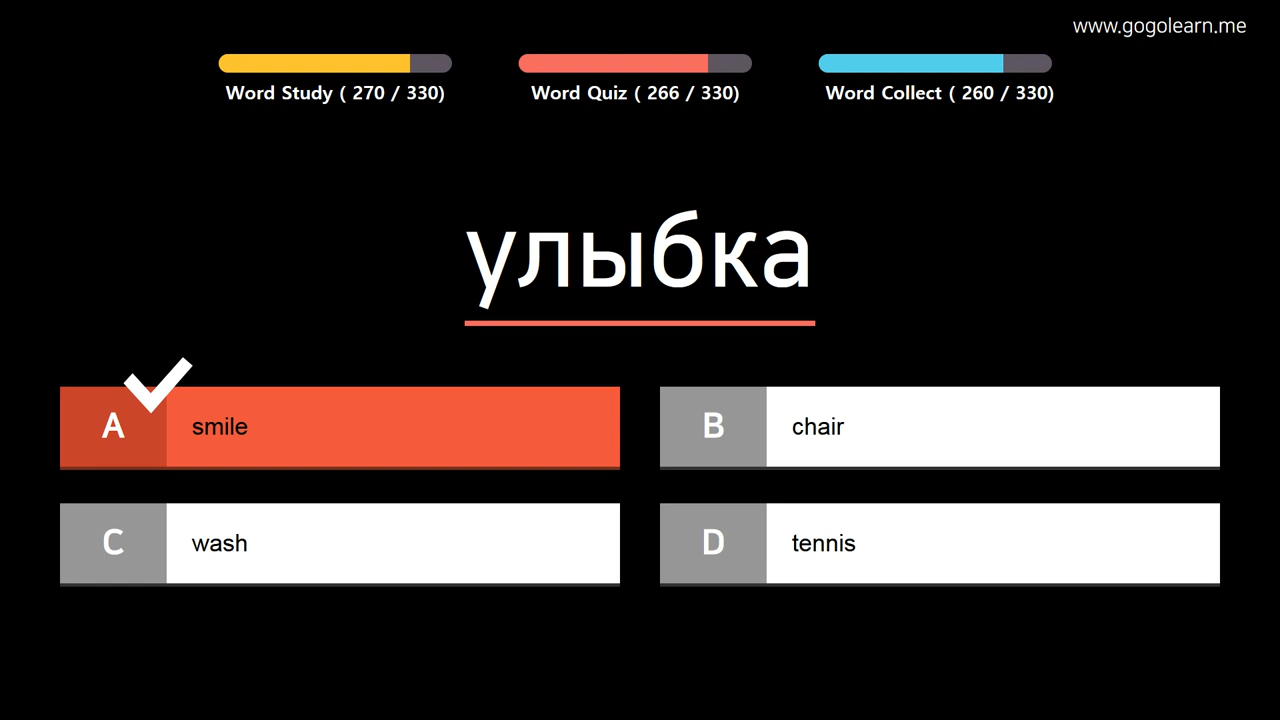 www.gogolearn.me
Word Study ( 270 / 330)
Word Quiz ( 266 / 330)
Word Collect ( 260 / 330)
улыбка
A smile
B chair
C wash
D tennis